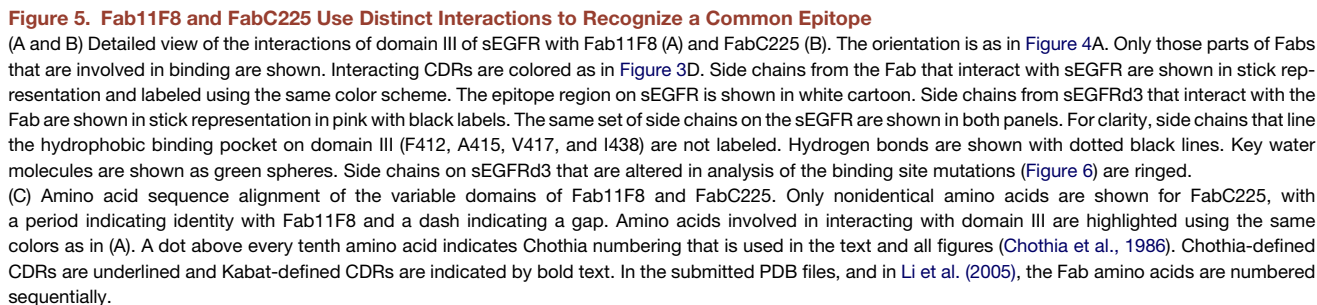 Figure 5. Fab11F8 and FabC225 Use Distinct Interactions to Recognize a Common Epitope
(A and B) Detailed view of the interactions of domain III of sEGFR with Fab11F8 (A) and FabC225 (B). The orientation is as in Figure 4A. Only those parts of Fabs
that are involved in binding are shown. Interacting CDRs are colored as in Figure 3D. Side chains from the Fab that interact with sEGFR are shown in stick rep-
resentation and labeled using the same color scheme. The epitope region on sEGFR is shown in white cartoon. Side chains from sEGFRd3 that interact with the
Fab are shown in stick representation in pink with black labels. The same set of side chains on the sEGFR are shown in both panels. For clarity, side chains that line
the hydrophobic binding pocket on domain III (F412, A415, V417, and I438) are not labeled. Hydrogen bonds are shown with dotted black lines. Key water
molecules are shown as green spheres. Side chains on sEGFRd3 that are altered in analysis of the binding site mutations (Figure 6) are ringed.
(C) Amino acid sequence alignment of the variable domains of Fab11F8 and FabC225. Only nonidentical amino acids are shown for FabC225, with
a period indicating identity with Fab11F8 and a dash indicating a gap. Amino acids involved in interacting with domain III are highlighted using the same
colors as in (A). A dot above every tenth amino acid indicates Chothia numbering that is used in the text and all figures (Chothia et al., 1986). Chothia-defined
CDRs are underlined and Kabat-defined CDRs are indicated by bold text. In the submitted PDB files, and in Li et al. (2005), the Fab amino acids are numbered
sequentially.